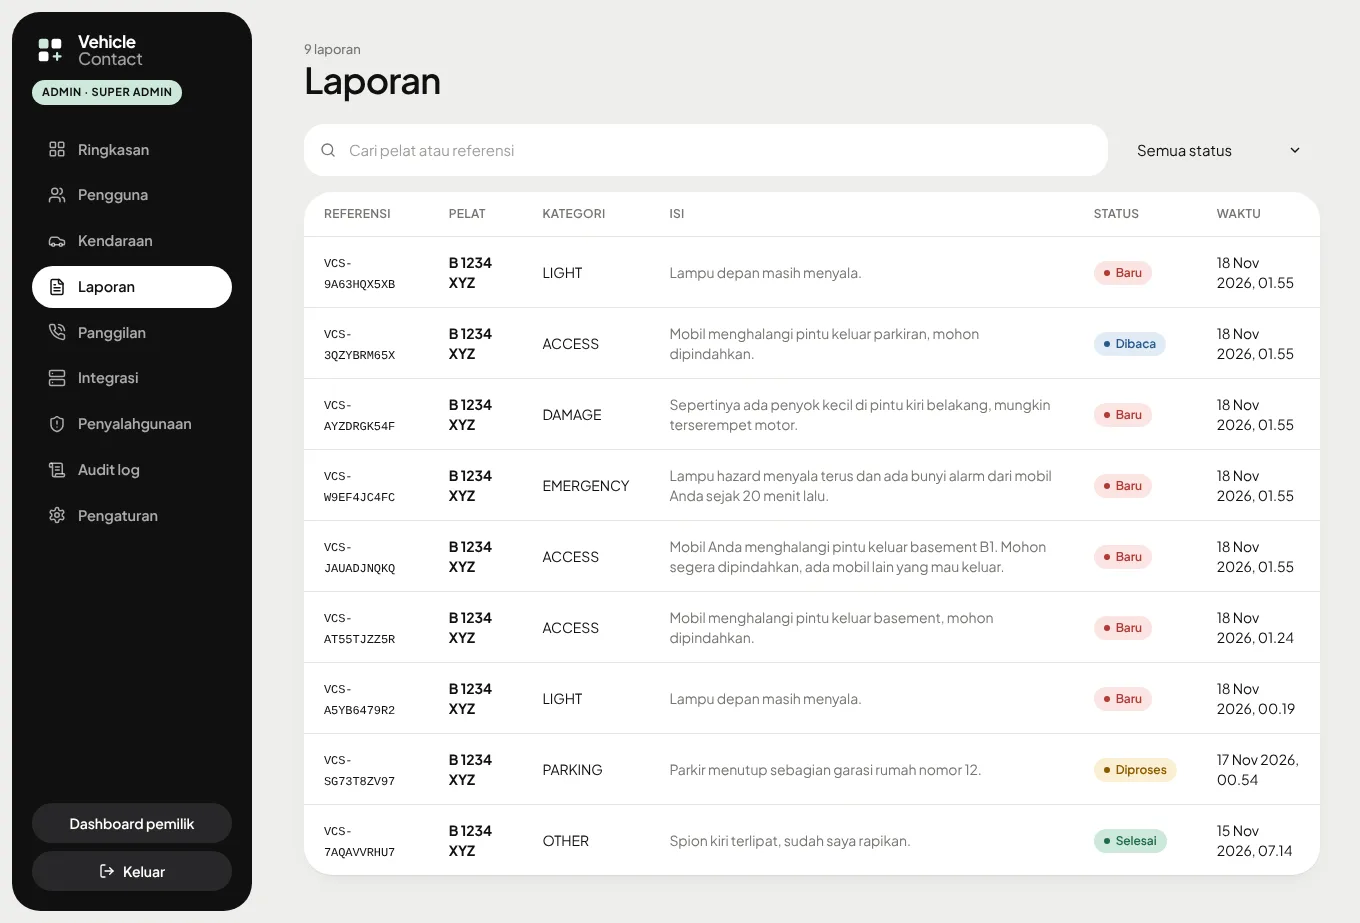 Vehicle
Contact
ADMIN · SUPER ADMIN
Ringkasan
Pengguna
Kendaraan
Laporan
Panggilan
Integrasi
Penyalahgunaan
Audit log
Pengaturan
Dashboard pemilik
Keluar
9 laporan
Laporan
Cari pelat atau referensi
Semua status
REFERENSI PELAT KATEGORI ISI STATUS WAKTU
VCS-
9A63HQX5XB
B 1234
XYZ
LIGHT
Lampu depan masih menyala.
Baru
18 Nov
2026, 01.55
VCS-
3QZYBRM65X
B 1234
XYZ
ACCESS
Mobil menghalangi pintu keluar parkiran, mohon
dipindahkan.
Dibaca
18 Nov
2026, 01.55
VCS-
AYZDRGK54F
B 1234
XYZ
DAMAGE
Sepertinya ada penyok kecil di pintu kiri belakang, mungkin
terserempet motor.
Baru
18 Nov
2026, 01.55
VCS-
W9EF4JC4FC
B 1234
XYZ
EMERGENCY
Lampu hazard menyala terus dan ada bunyi alarm dari mobil
Anda sejak 20 menit lalu.
Baru
18 Nov
2026, 01.55
VCS-
JAUADJNQKQ
B 1234
XYZ
ACCESS
Mobil Anda menghalangi pintu keluar basement B1. Mohon
segera dipindahkan, ada mobil lain yang mau keluar.
Baru
18 Nov
2026, 01.55
VCS-
AT55TJZZ5R
B 1234
XYZ
ACCESS
Mobil menghalangi pintu keluar basement, mohon
dipindahkan.
Baru
18 Nov
2026, 01.24
VCS-
A5YB6479R2
B 1234
XYZ
LIGHT
Lampu depan masih menyala.
Baru
18 Nov
2026, 00.19
VCS-
SG73T8ZV97
B 1234
XYZ
PARKING
Parkir menutup sebagian garasi rumah nomor 12.
Diproses
17 Nov 2026,
00.54
VCS-
7AQAVVRHU7
B 1234
XYZ
OTHER
Spion kiri terlipat, sudah saya rapikan.
Selesai
15 Nov
2026, 07.14